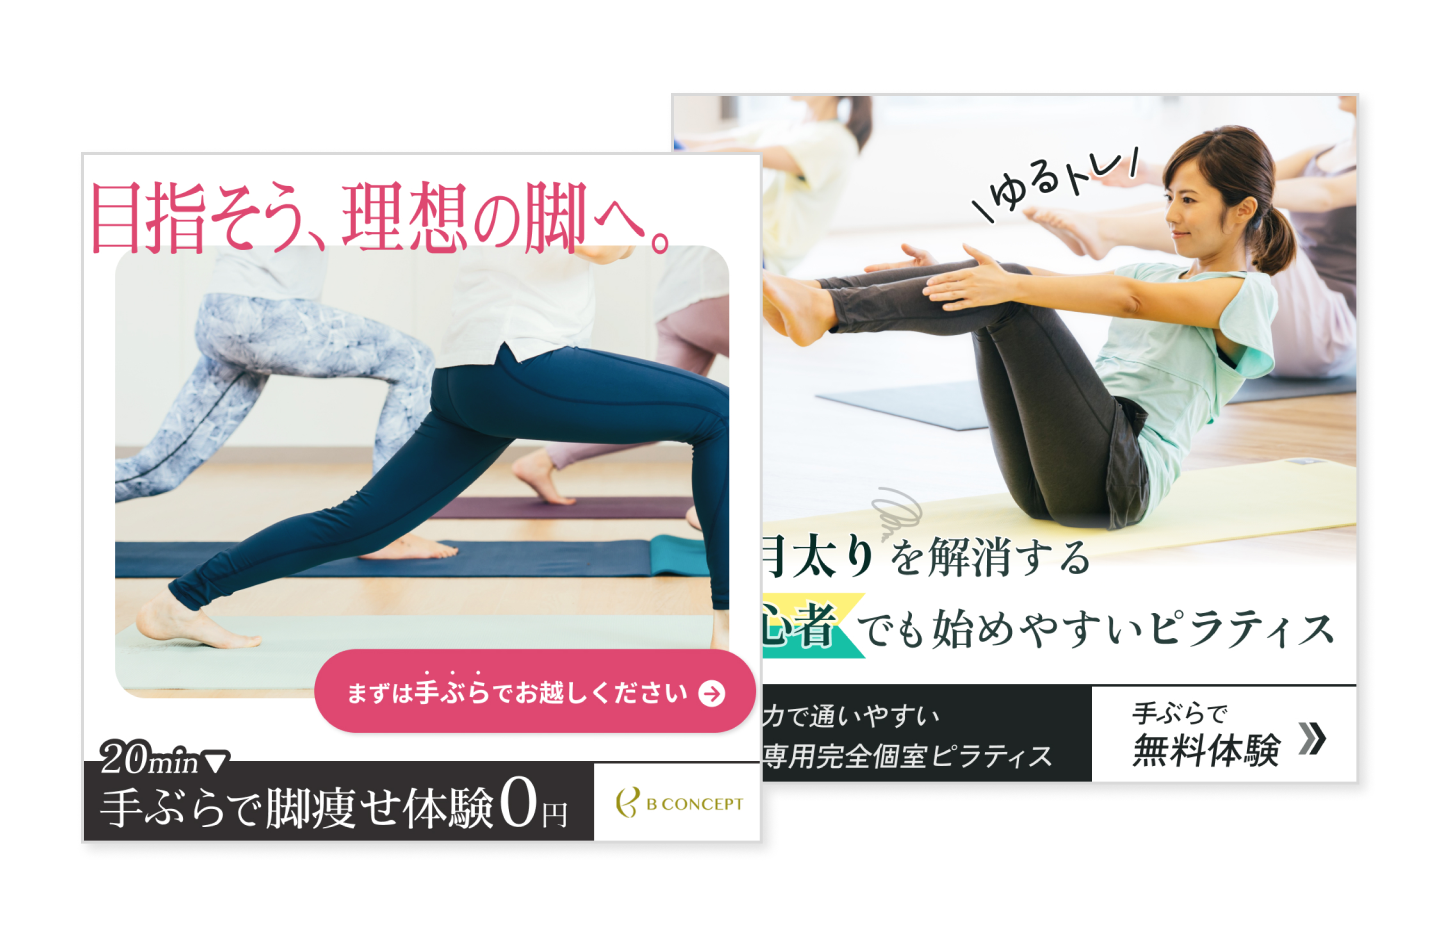 目指そう、理想の脚へ。
まずは手ぶらでお越しください
20min
手ぶらで脚痩せ体験0円
B CONCEPT
ゆるトレ
月太りを解消する
心者でも始めやすいピラティス
力で通いやすい
専用完全個室ピラティス
手ぶらで
無料体験